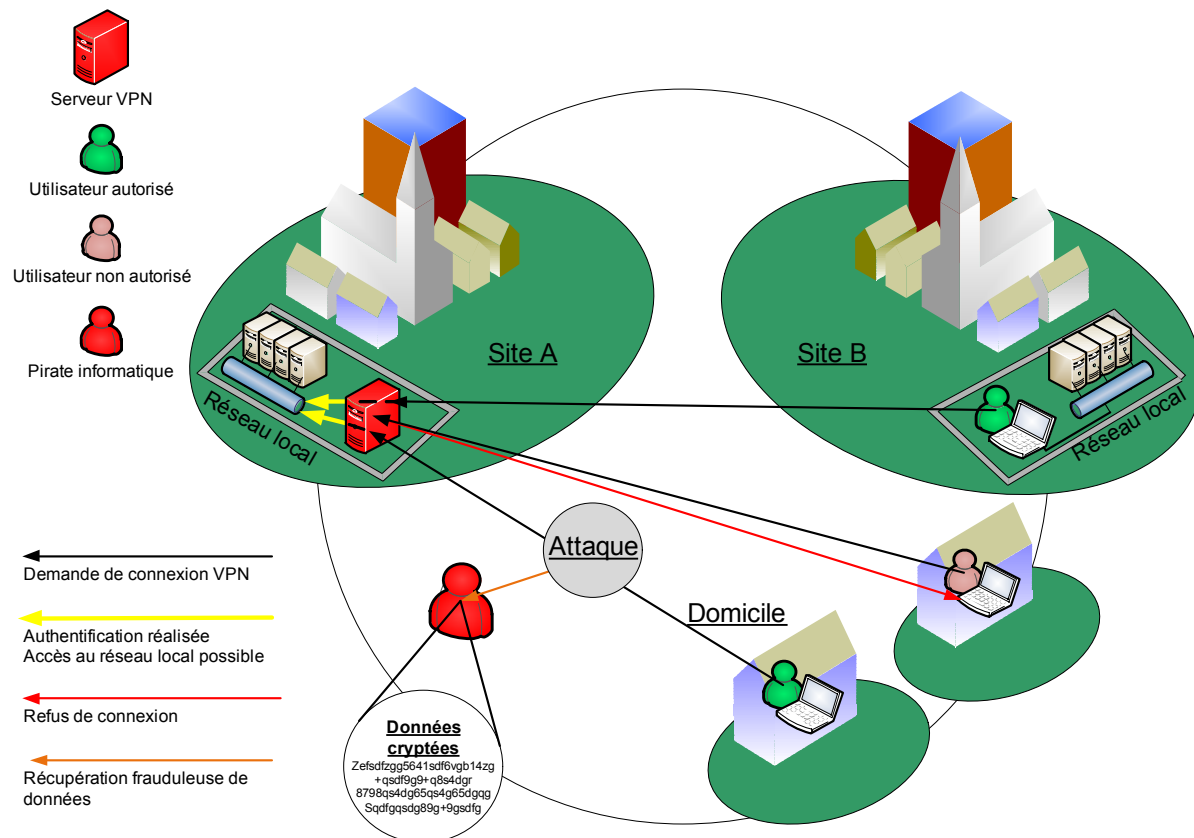 Serveur VPN
Utilisateur autorisé
Utilisateur non autorisé
Pirate informatique
Site A
Site B
Réseau local
Réseau local
Attaque
Domicile
Demande de connexion VPN
Authentification réalisée
Accès au réseau local possible
Refus de connexion
Récupération frauduleuse de
données
Données
cryptées
Zefsdfzgg5641sdf6vgb14zg
+qsdf9g9+q8s4dgr
8798qs4dg65qs4g65dgqg
Sqdfgqsdg89g+9gsdfg